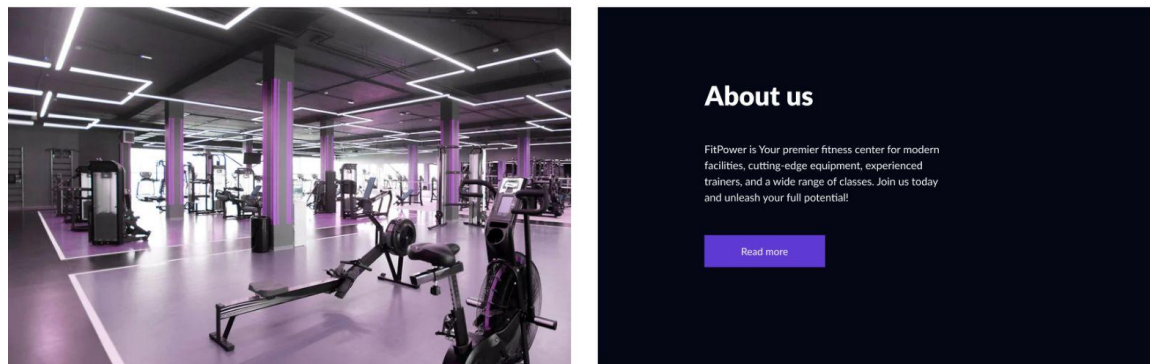 About us
FitPower is Your premier fitness center for modern
facilities, cutting-edge equipment, experienced
trainers, and a wide range of classes. Join us today
and unleash your full potential!
Read more